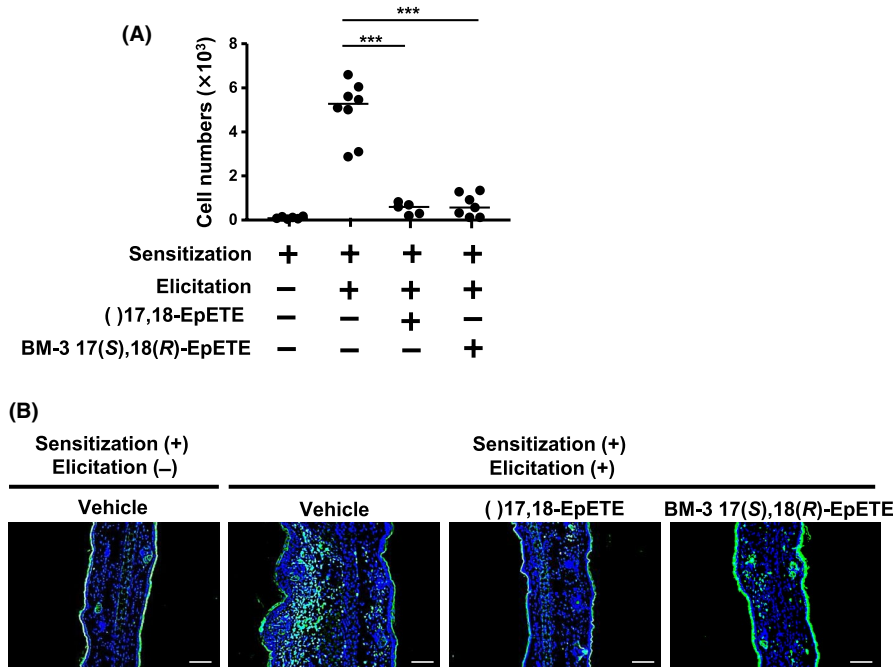 (A)
***
***
Cell numbers (×10³)
8
6
4
2
0
Sensitization + + + +
Elicitation – + + +
( )17,18-EpETE – – + –
BM-3 17(S),18(R)-EpETE – – – +
(B)
Sensitization (+) Sensitization (+)
Elicitation (–) Elicitation (+)
Vehicle Vehicle ( )17,18-EpETE BM-3 17(S),18(R)-EpETE